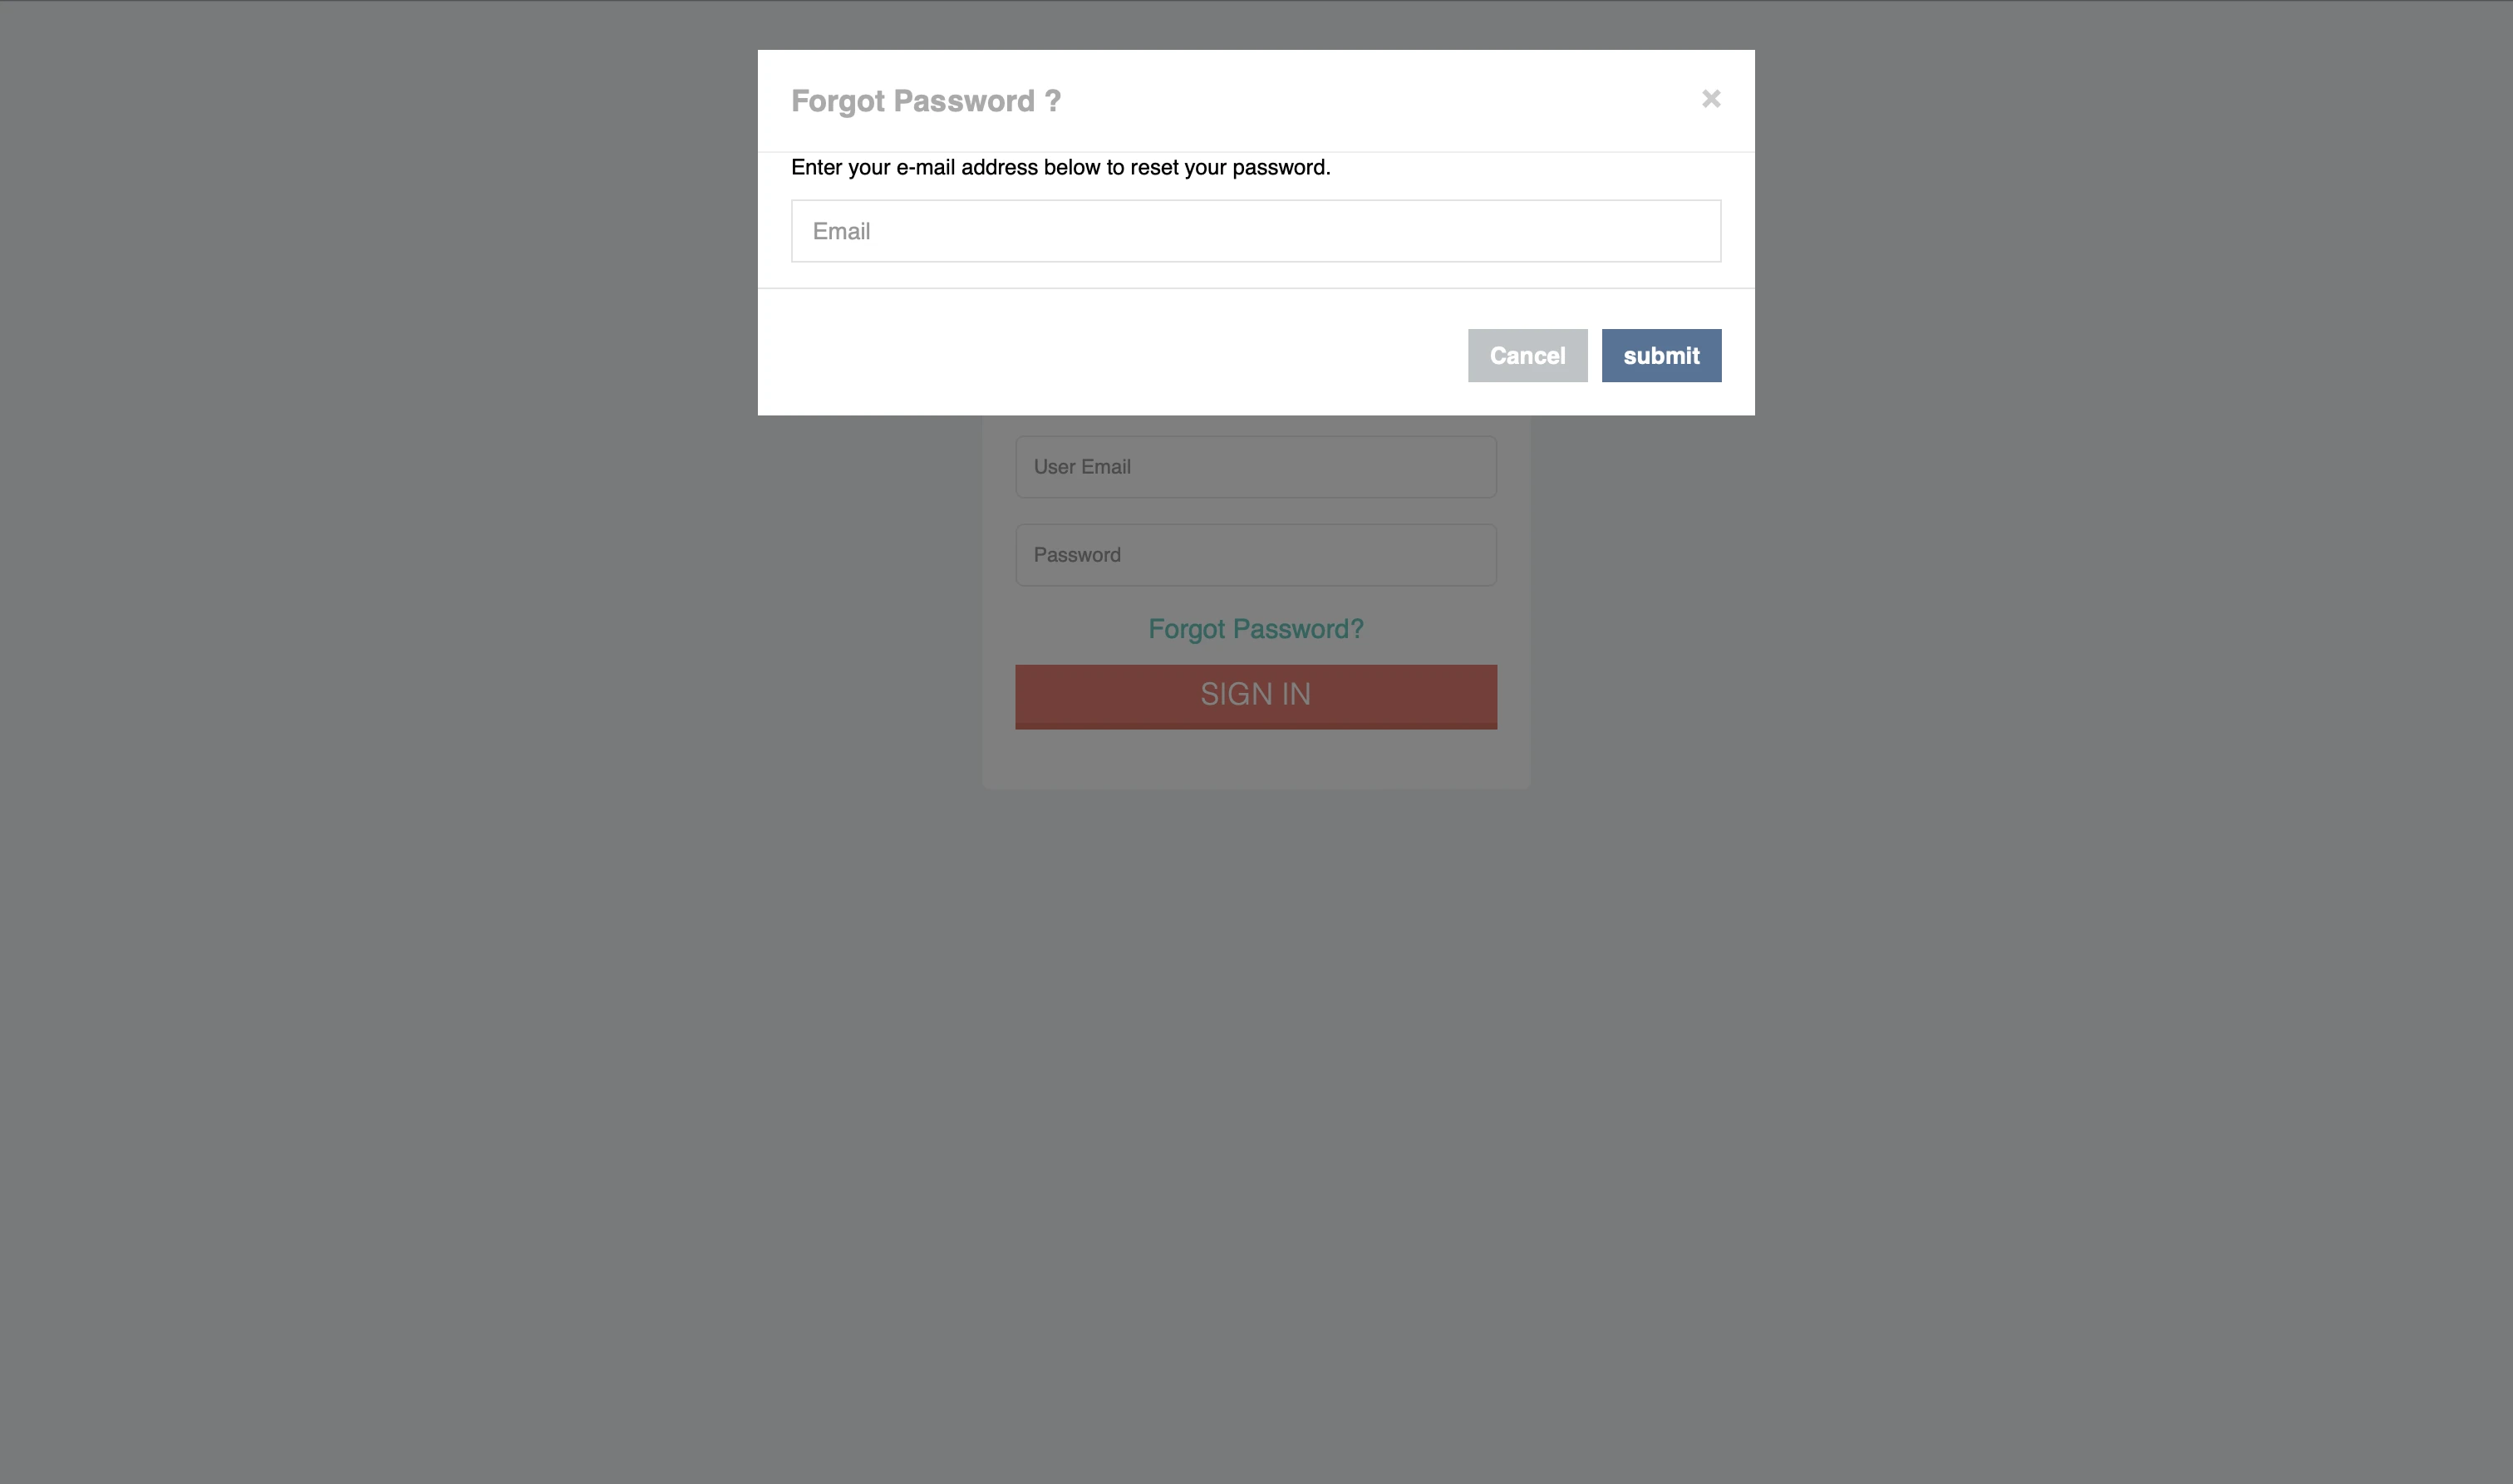 Forgot Password ?
×
Enter your e-mail address below to reset your password.
Email
Cancel submit
User Email
Password
Forgot Password?
SIGN IN